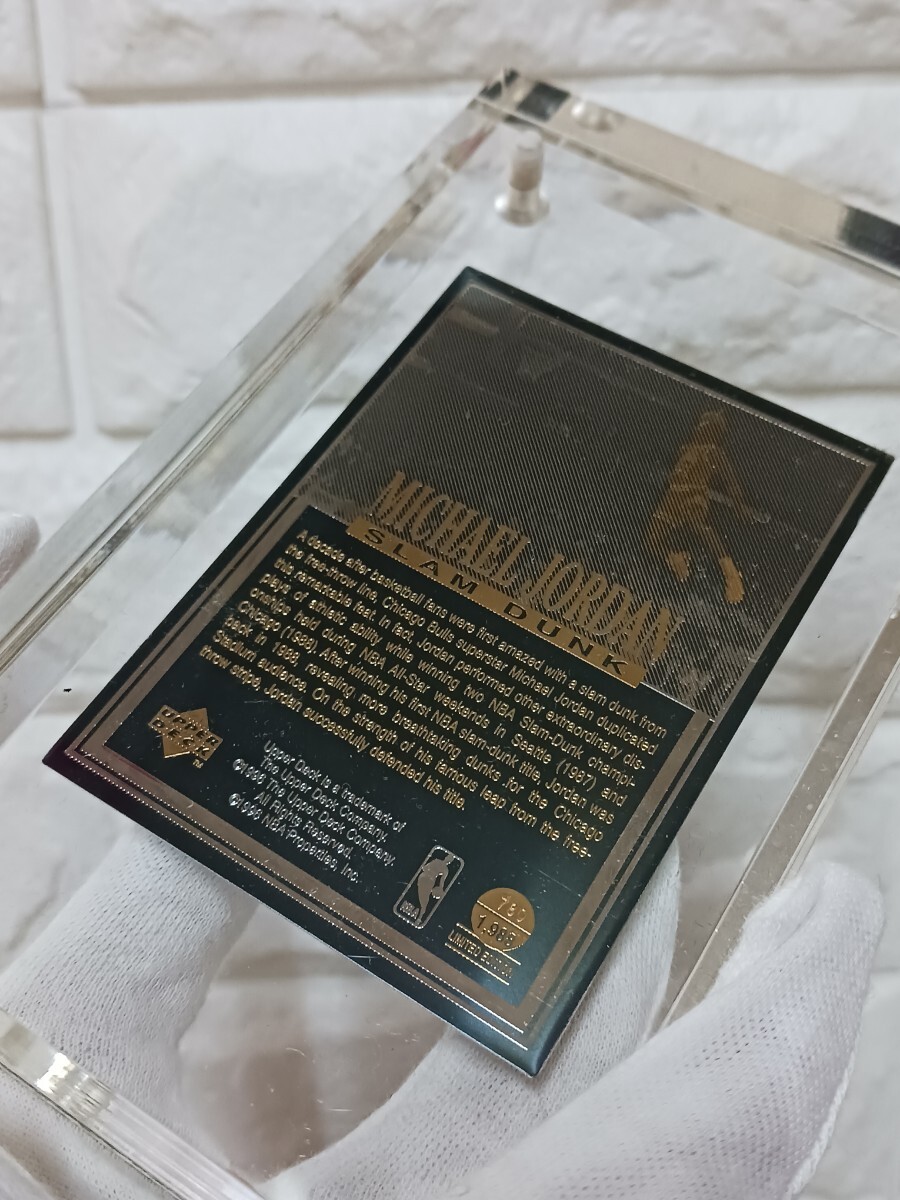 MICHAEL JORDAN
SLAM DUNK
A decade after basketball fans were first amazed with a slam dunk from
the free-throw line, Chicago Bulls superstar Michael Jordan duplicated
this remarkable feat. In fact, Jordan performed other extraordinary dis-
plays of athletic ability while winning two NBA Slam-Dunk champi-
onships held during NBA All-Star weekends in Seattle (1987) and
Chicago (1988). After winning his first NBA slam-dunk title, Jordan was
back in 1988, revealing more breathtaking dunks for the Chicago
Stadium audience. On the strength of his famous leap from the free-
throw stripe, Jordan successfully defended his title.
UPPER
DECK
TM
Upper Deck is a trademark of
The Upper Deck Company.
The Upper Deck Company.
All Rights Reserved.
NBA Properties, Inc.
NBA
LIMITED EDITION